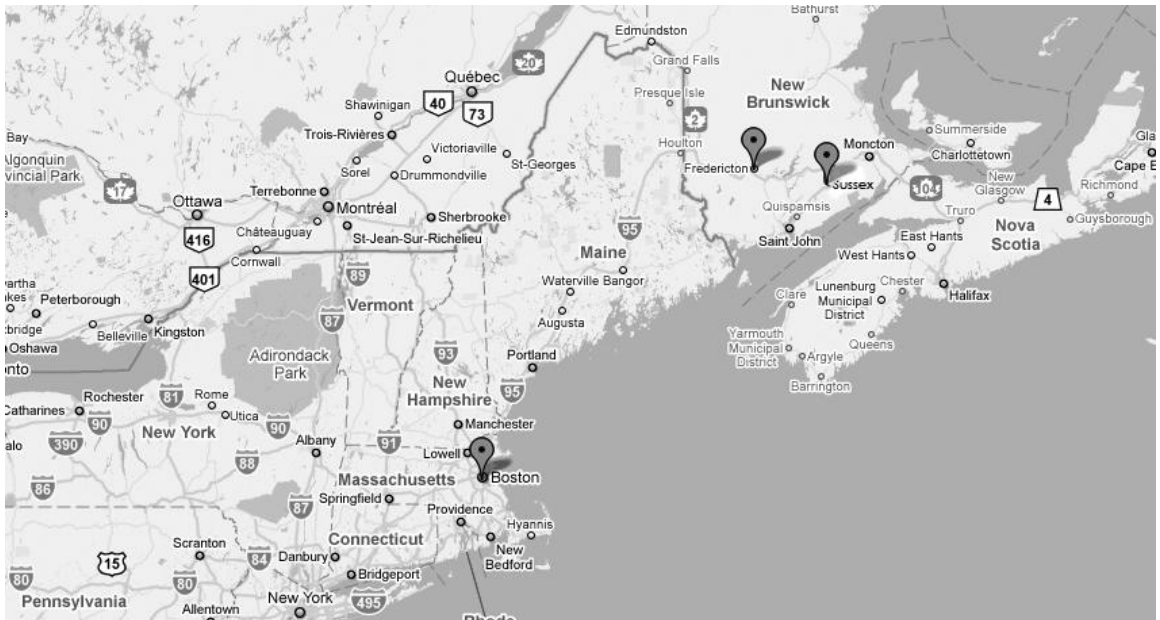 Bathurst
Edmundston
20
Grand Falls
Québec
New
Brunswick
40
73
Presque Isle
Shawinigan
2
Trois-Rivières
Summerside
Bay
Victoriaville
Houlton
Moncton
Charlottetown
St-Georges
Algonquin
Provincial Park
Sorel
Fredericton
Cape
Drummondville
New
Glasgow
17
Terrebonne
Sussex
104
Richmond
Ottawa
Montréal
4
Sherbrooke
Quispamsis
Truro
Guysborough
416
Châteauguay
St-Jean-Sur-Richelieu
95
Saint John
East Hants
Nova
Scotia
Cornwall
Maine
West Hants
401
89
Waterville
Bangor
Chester
Peterborough
Vermont
Clare
Lunenburg
Municipal
District
Halifax
87
Augusta
Belleville
Kingston
Yarmouth
Municipal
District
Queens
Oshawa
Adirondack
Park
93
Portland
Argyle
Barrington
81
Rome
New
Hampshire
95
Catharines
Rochester
90
Utica
New York
90
Manchester
390
Albany
91
Lowell
88
86
Massachusetts
Boston
87
Springfield
Providence
Hyannis
Connecticut
New
Bedford
Scranton
84
Danbury
15
80
80
Bridgeport
Pennsylvania
New York
495
Allentown